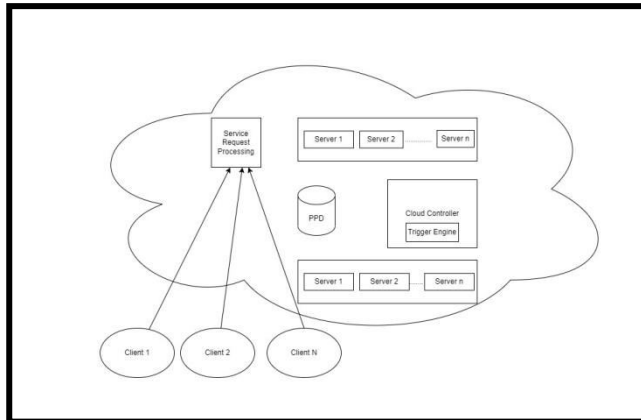 Service
Request
Processing
Server 1 Server 2 ........... Server n
PPD
Cloud Controller
Trigger Engine
Server 1 Server 2 ...... Server n
Client 1 Client 2 Client N